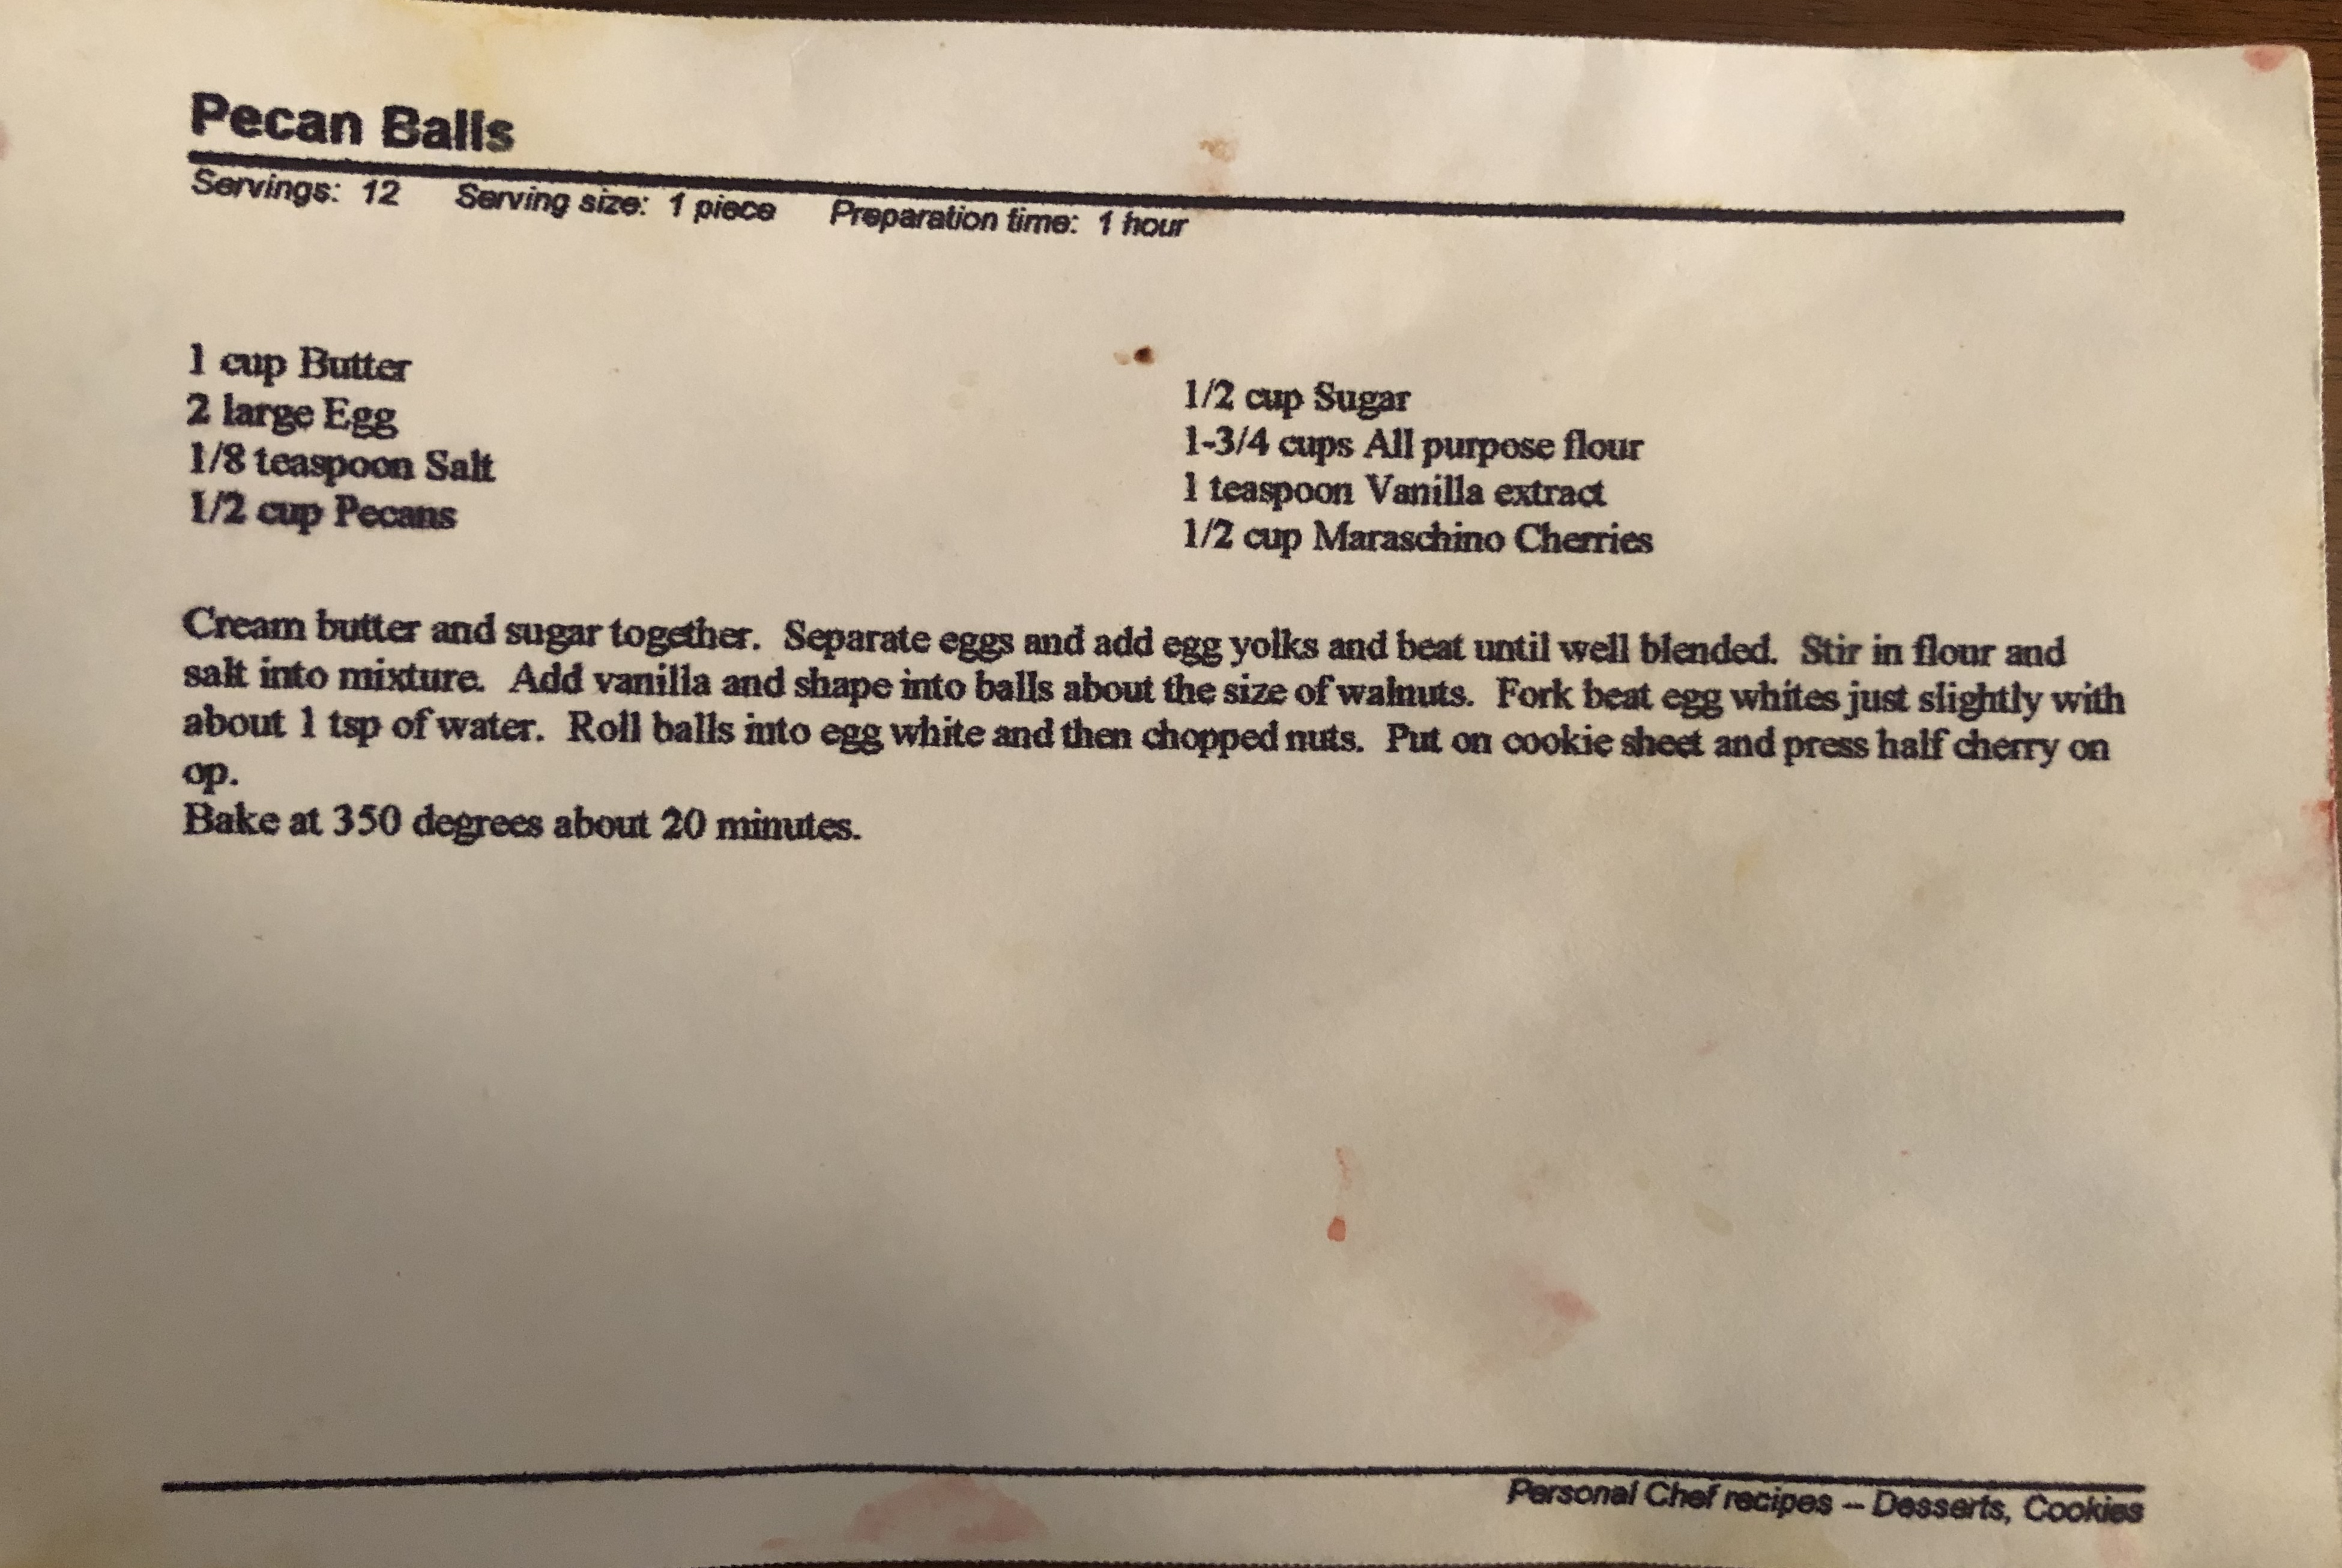 Pecan Balls
Servings: 12 Serving size: 1 piece Preparation time: 1 hour
1 cup Butter
2 large Egg
1/8 teaspoon Salt
1/2 cup Pecans
1/2 cup Sugar
1-3/4 cups All purpose flour
1 teaspoon Vanilla extract
1/2 cup Maraschino Cherries
Cream butter and sugar together. Separate eggs and add egg yolks and beat until well blended. Stir in flour and
salt into mixture. Add vanilla and shape into balls about the size of walnuts. Fork beat egg whites just slightly with
about 1 tsp of water. Roll balls into egg white and then chopped nuts. Put on cookie sheet and press half cherry on
op.
Bake at 350 degrees about 20 minutes.
Personal Chef recipes -- Desserts, Cookies